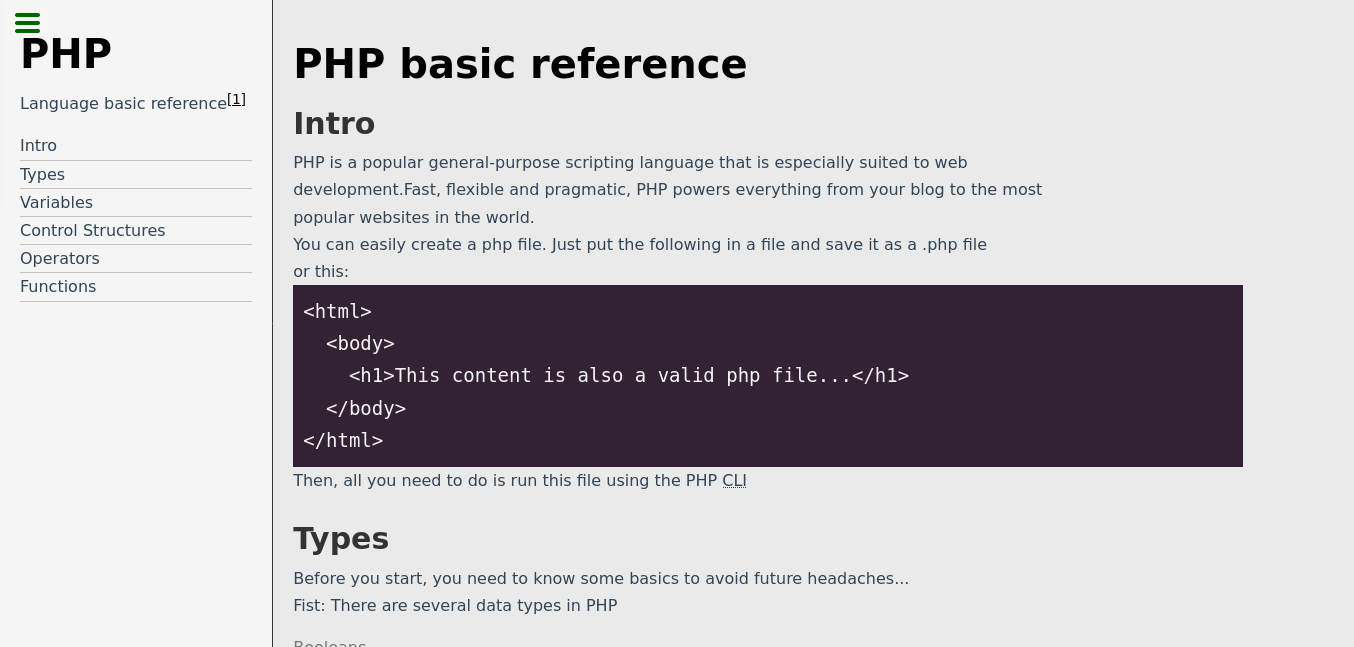 PHP
Language basic reference[1]
Intro
Types
Variables
Control Structures
Operators
Functions
PHP basic reference
Intro
PHP is a popular general-purpose scripting language that is especially suited to web
development.Fast, flexible and pragmatic, PHP powers everything from your blog to the most
popular websites in the world.
You can easily create a php file. Just put the following in a file and save it as a .php file
or this:
<html>
  <body>
    <h1>This content is also a valid php file...</h1>
  </body>
</html>
Then, all you need to do is run this file using the PHP CLI
Types
Before you start, you need to know some basics to avoid future headaches...
Fist: There are several data types in PHP
Booleans